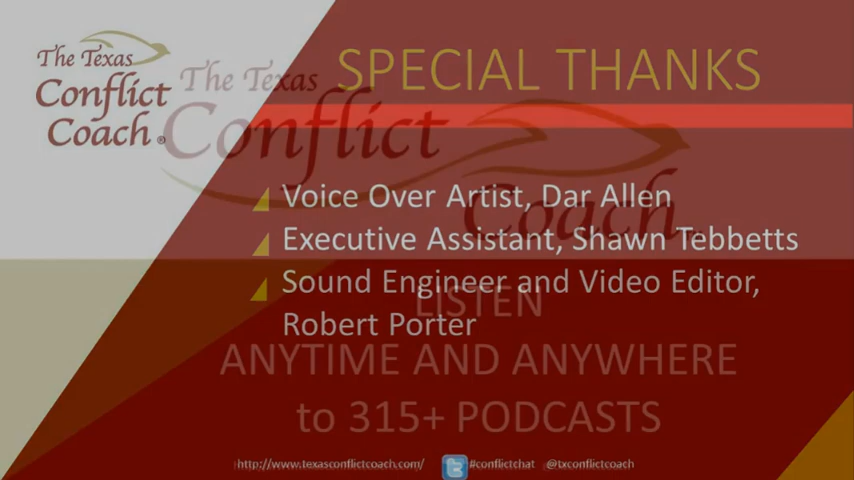 The Texas
Conflict
Coach®
SPECIAL THANKS
The Texas
Conflict
Coach
Voice Over Artist, Dar Allen
Executive Assistant, Shawn Tebbetts
Sound Engineer and Video Editor,
Robert Porter
LISTEN
ANYTIME AND ANYWHERE
to 315+ PODCASTS
http://www.texasconflictcoach.com/ #conflictchat @txconflictcoach